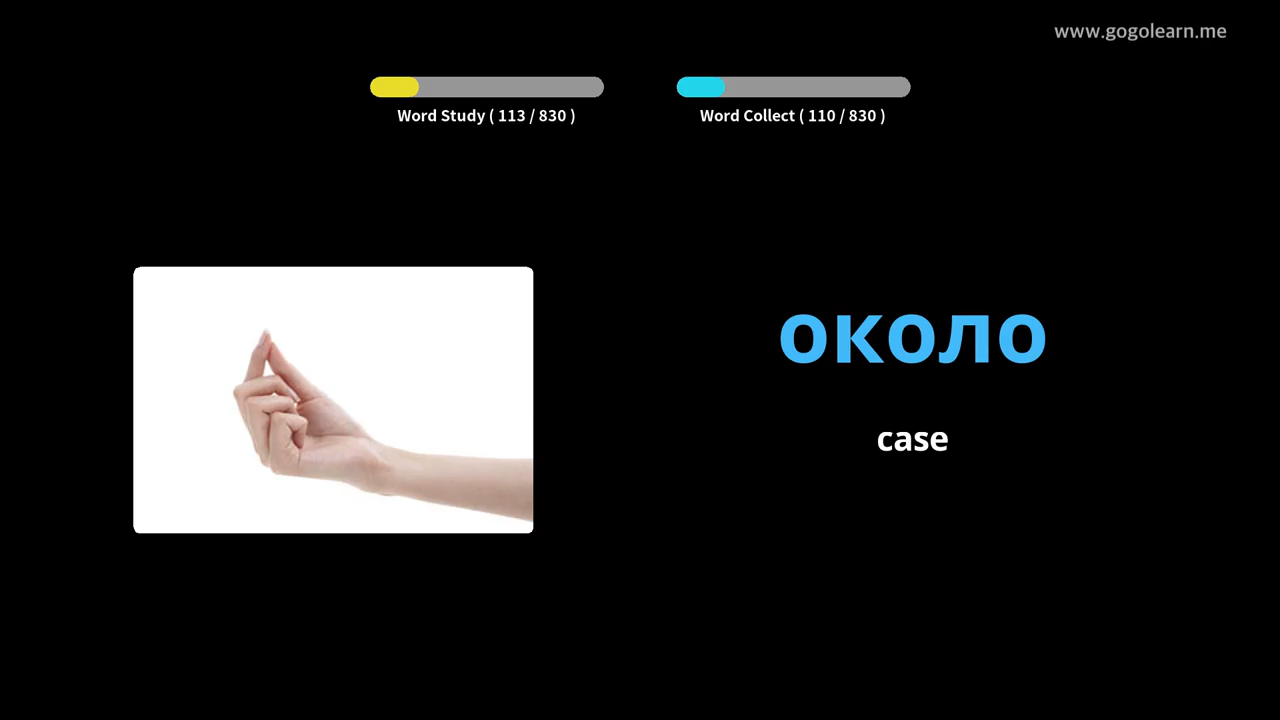 www.gogolearn.me
Word Study ( 113 / 830 )
Word Collect ( 110 / 830 )
около
case